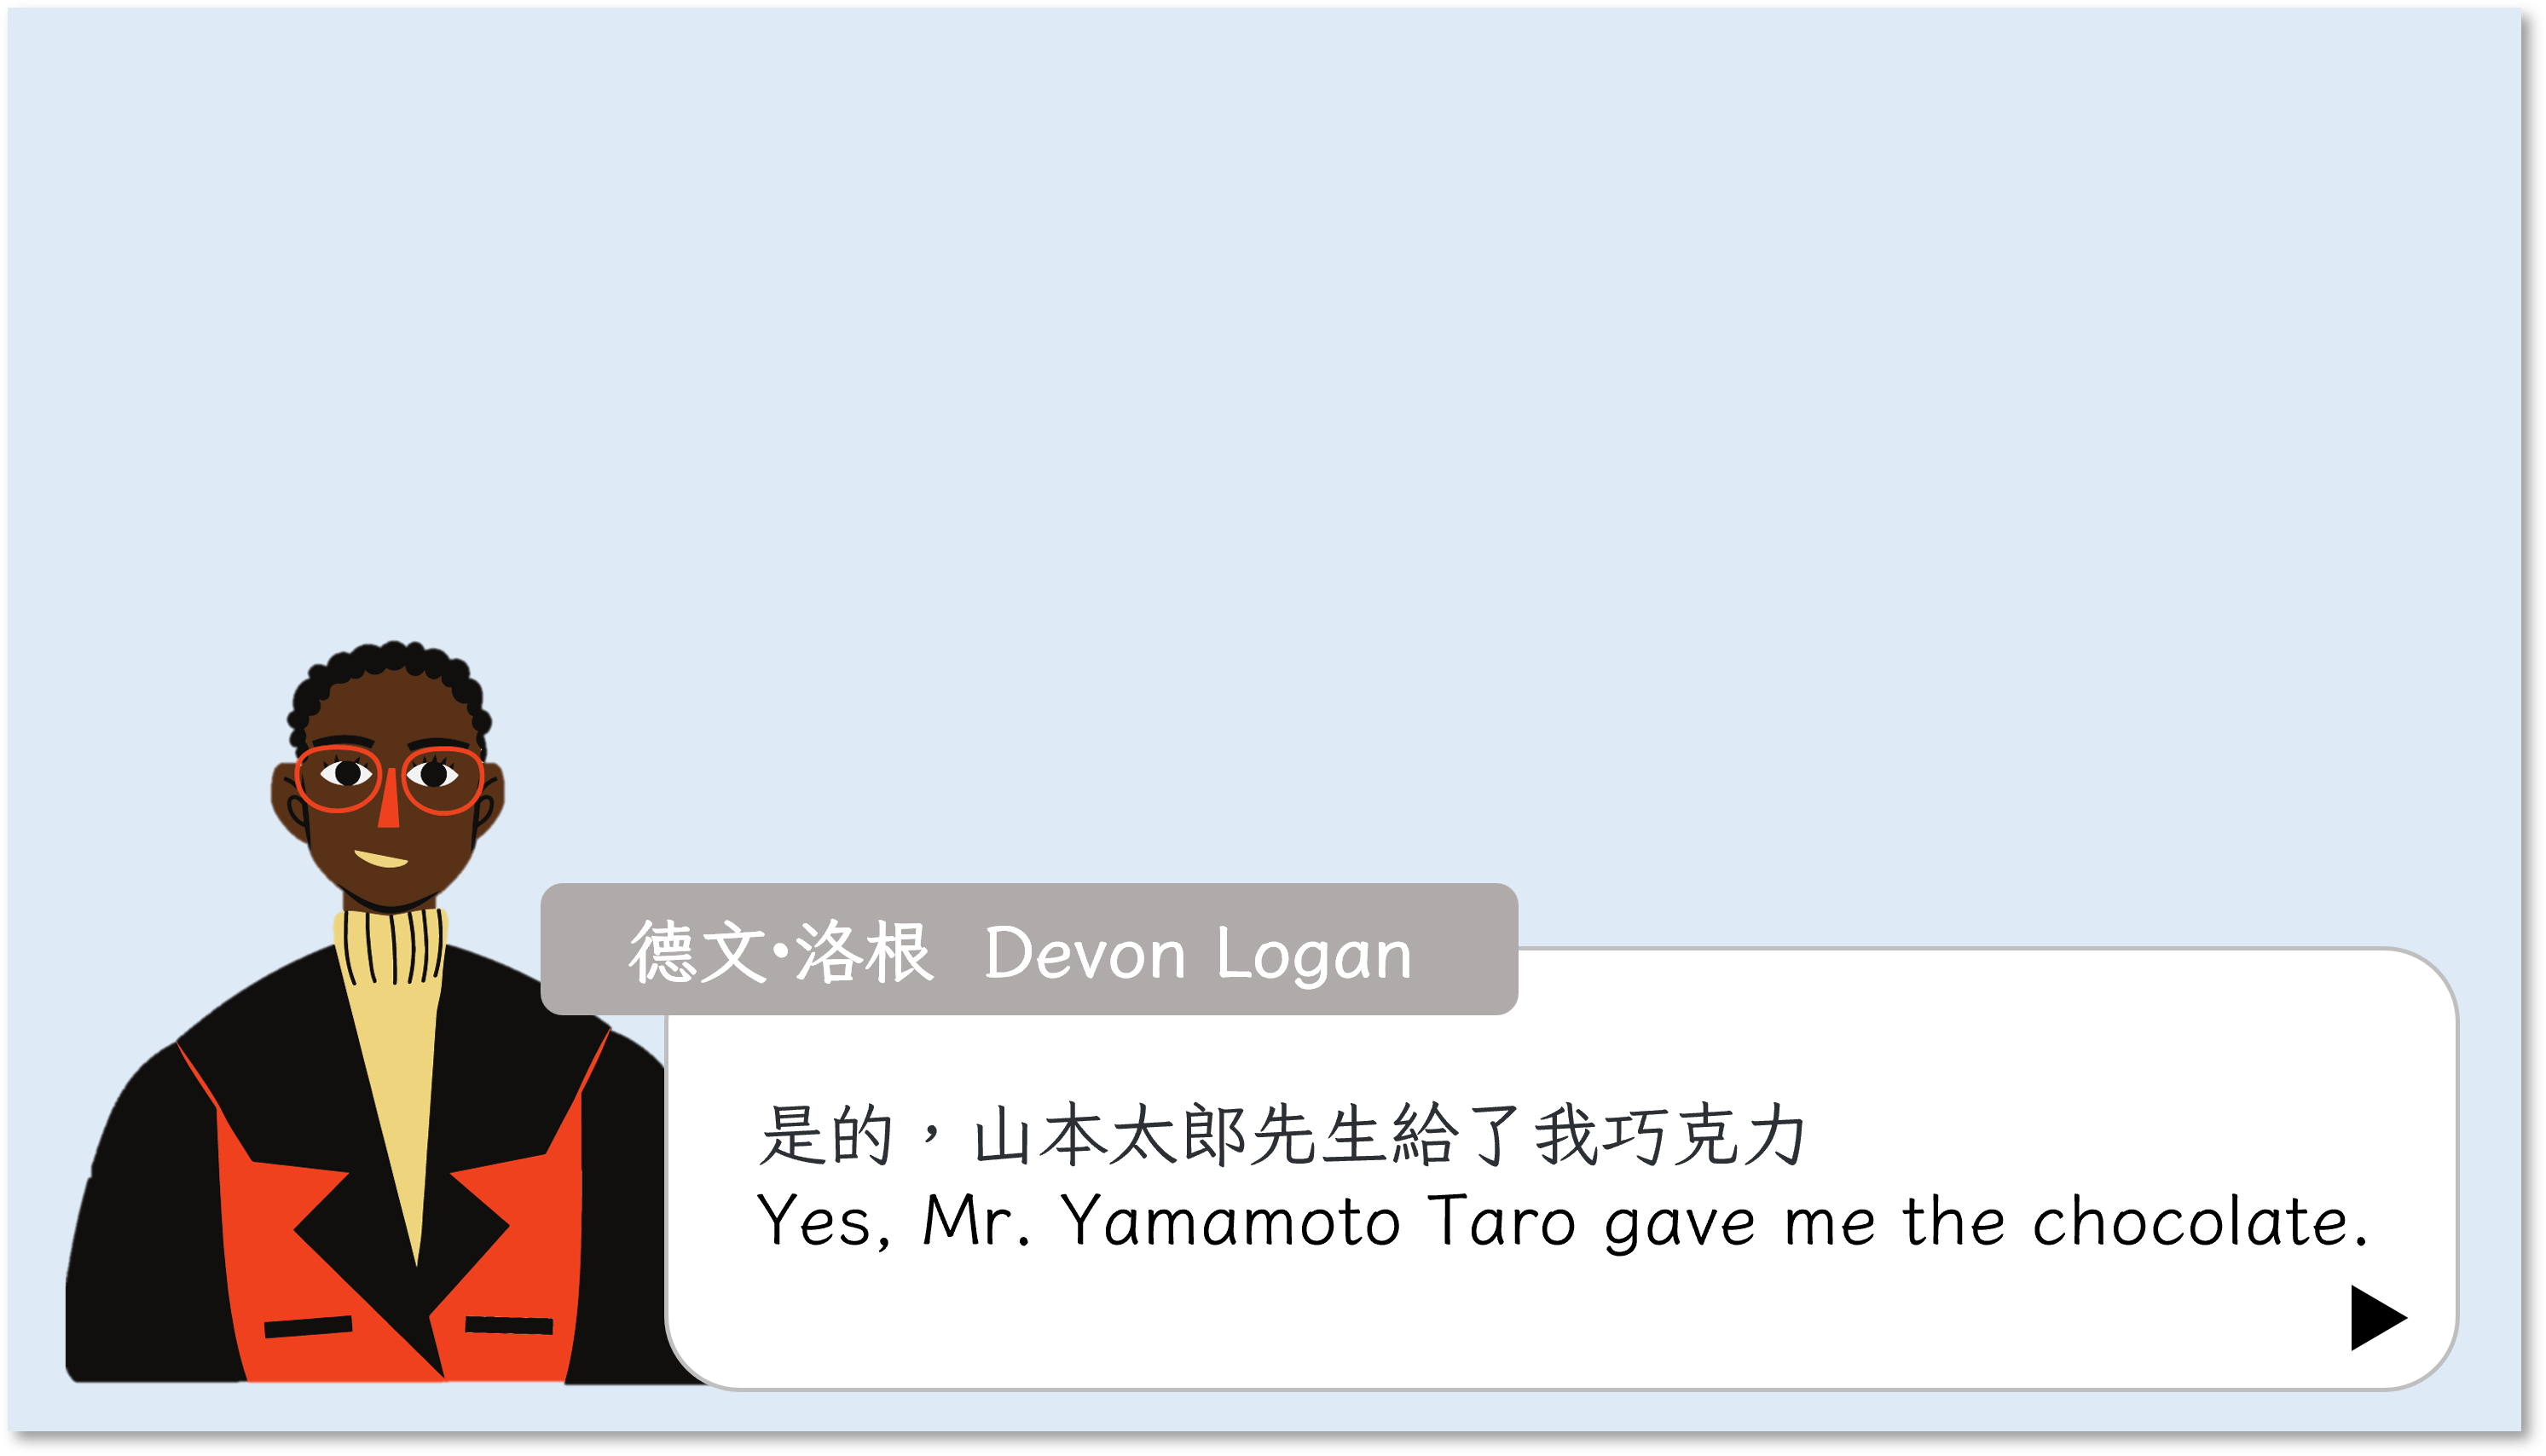 德文·洛根 Devon Logan
是的，山本太郎先生給了我巧克力
Yes, Mr. Yamamoto Taro gave me the chocolate.